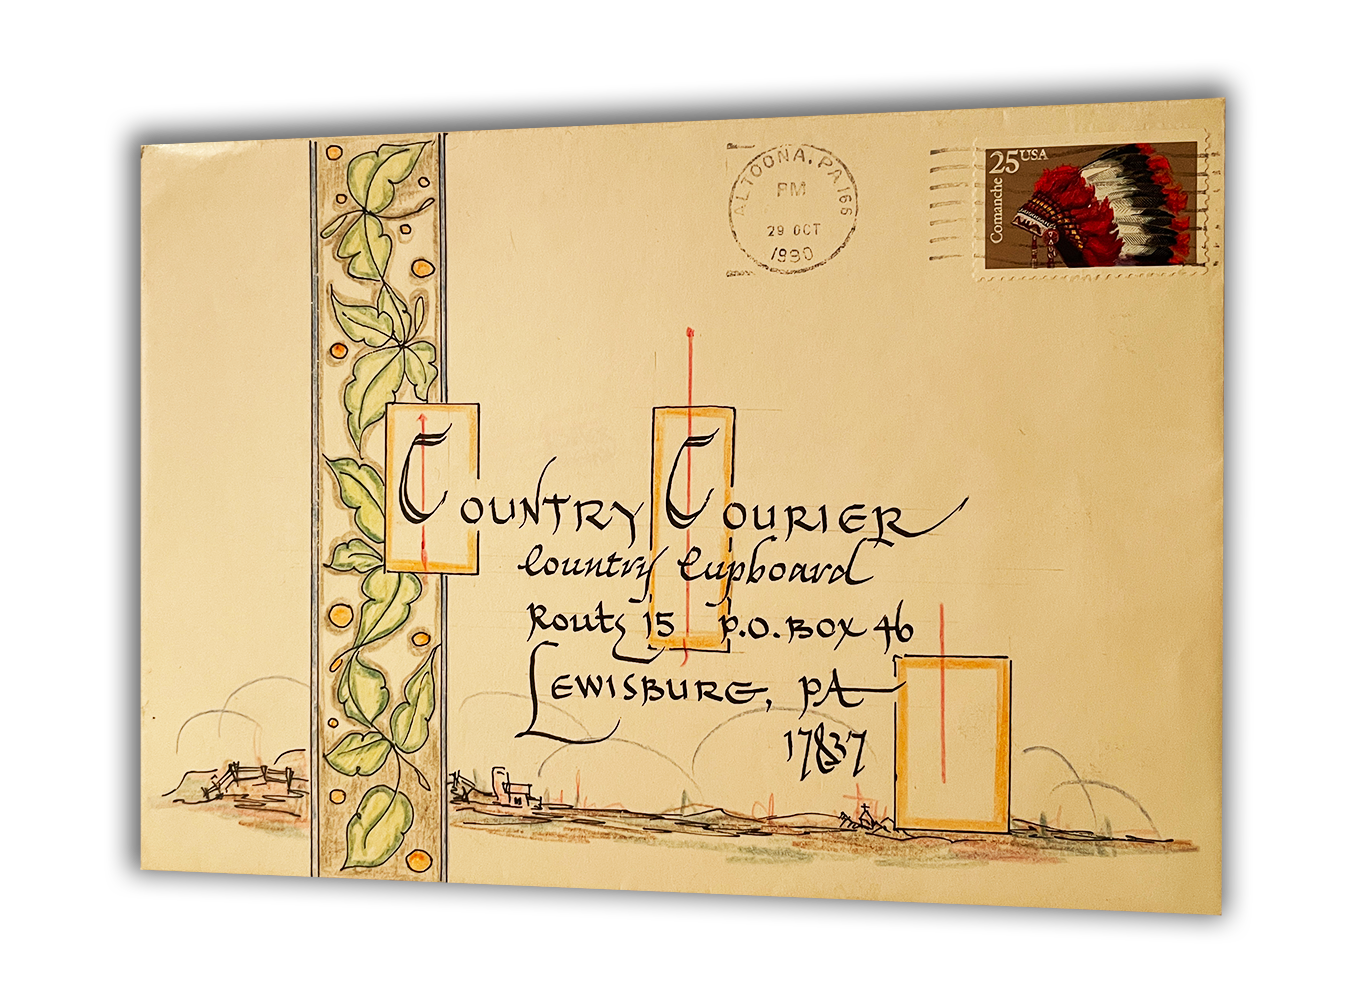 ALTOONA, PA 166
PM
29 OCT
1990
25 USA
Comanche
COUNTRY COURIER
Country Cupboard
Route 15 P.O. BOX 46
LEWISBURG, PA
17837